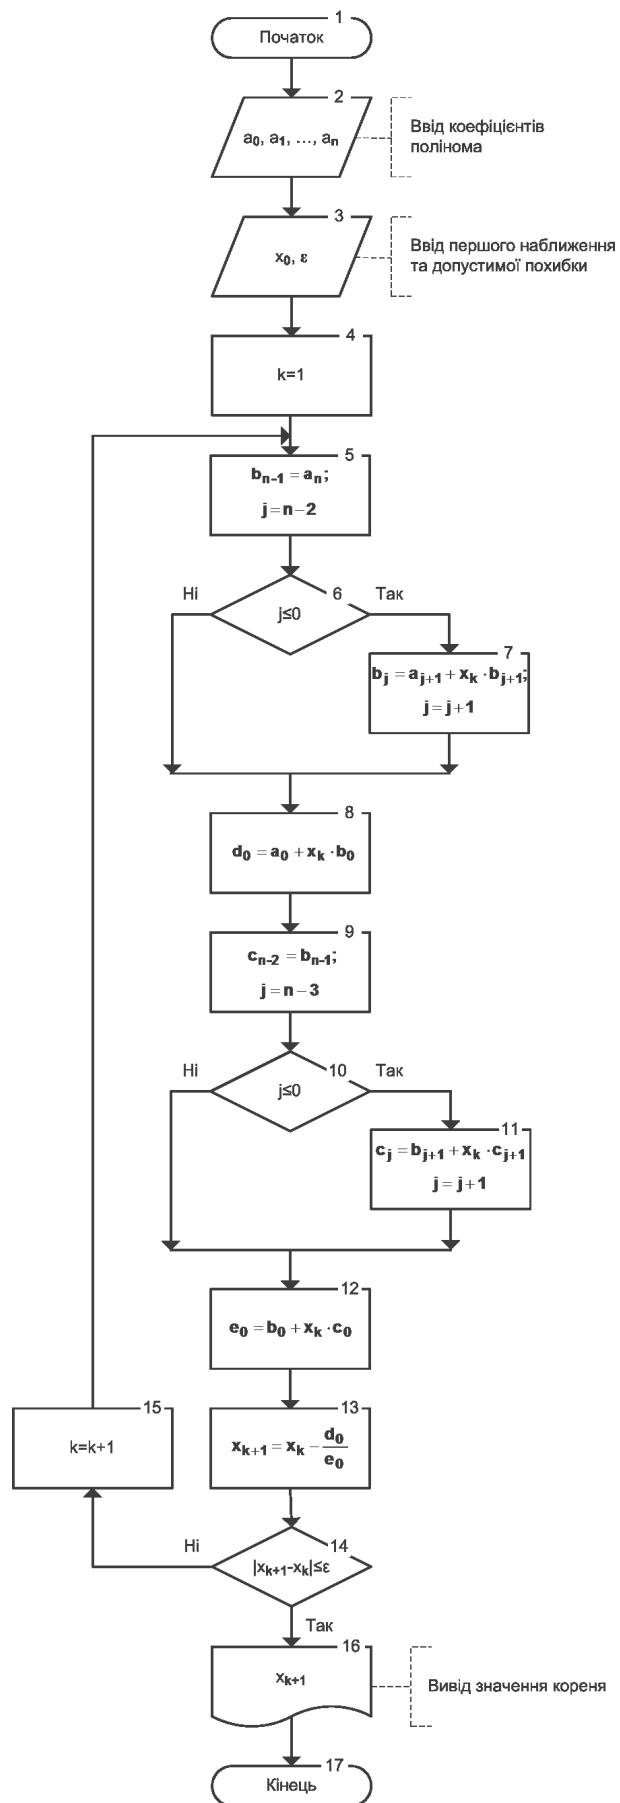 1
Початок
2
a₀, a₁, ..., aₙ
Ввід коефіцієнтів
полінома
3
x₀, ε
Ввід першого наближення
та допустимої похибки
4
k=1
5
bₙ₋₁ = aₙ;
j = n − 2
6
Ні
Так
j≤0
7
bⱼ = aⱼ₊₁ + xₖ · bⱼ₊₁;
j = j + 1
8
d₀ = a₀ + xₖ · b₀
9
cₙ₋₂ = bₙ₋₁;
j = n − 3
10
Ні
Так
j≤0
11
cⱼ = bⱼ₊₁ + xₖ · cⱼ₊₁
j = j + 1
12
e₀ = b₀ + xₖ · c₀
13
xₖ₊₁ = xₖ − d₀/e₀
15
k=k+1
14
Ні
|xₖ₊₁-xₖ|≤ε
Так
16
xₖ₊₁
Вивід значення кореня
17
Кінець